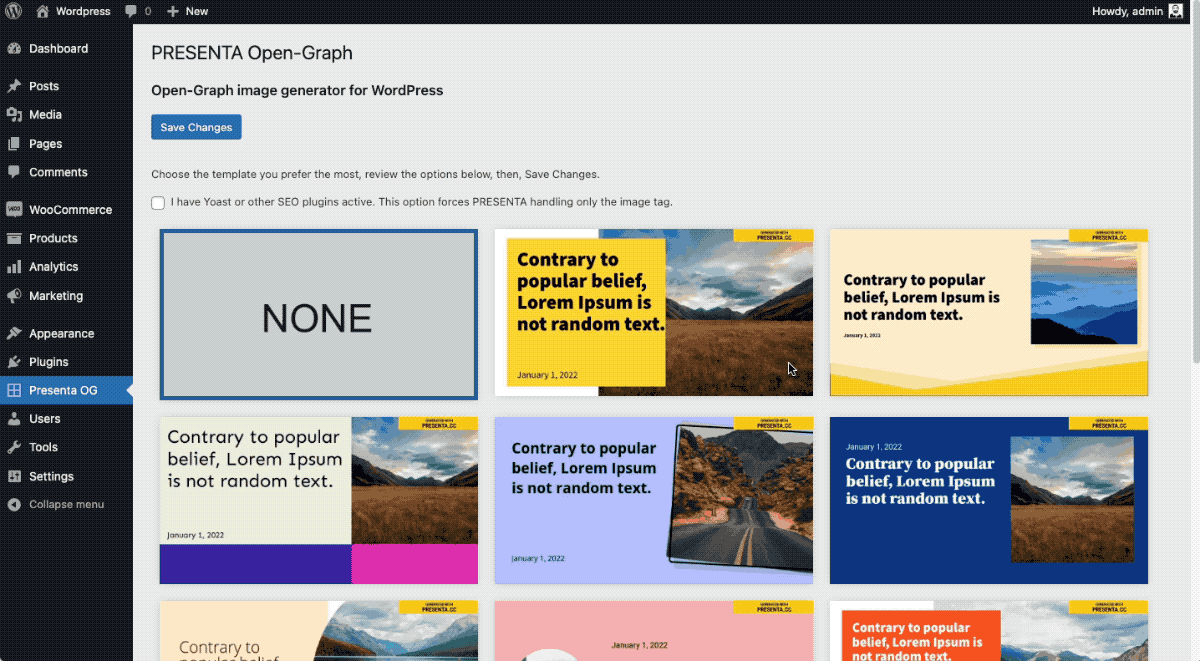 Wordpress
0
New
Howdy, admin
Dashboard
Posts
Media
Pages
Comments
WooCommerce
Products
Analytics
Marketing
Appearance
Plugins
Presenta OG
Users
Tools
Settings
Collapse menu
PRESENTA Open-Graph
Open-Graph image generator for WordPress
Save Changes
Choose the template you prefer the most, review the options below, then, Save Changes.
I have Yoast or other SEO plugins active. This option forces PRESENTA handling only the image tag.
NONE
GENERATED WITH
PRESENTA.CC
Contrary to
popular belief,
Lorem Ipsum is
not random text.
January 1, 2022
GENERATED WITH
PRESENTA.CC
Contrary to popular
belief, Lorem Ipsum is
not random text.
January 1, 2022
GENERATED WITH
PRESENTA.CC
Contrary to popular
belief, Lorem Ipsum
is not random text.
January 1, 2022
GENERATED WITH
PRESENTA.CC
Contrary to popular
belief, Lorem Ipsum
is not random text.
January 1, 2022
GENERATED WITH
PRESENTA.CC
January 1, 2022
Contrary to popular
belief, Lorem Ipsum
is not random text.
GENERATED WITH
PRESENTA.CC
Contrary to
popular belief
GENERATED WITH
PRESENTA.CC
January 1, 2022
GENERATED WITH
PRESENTA.CC
Contrary to popular
belief, Lorem Ipsum is
not random text.